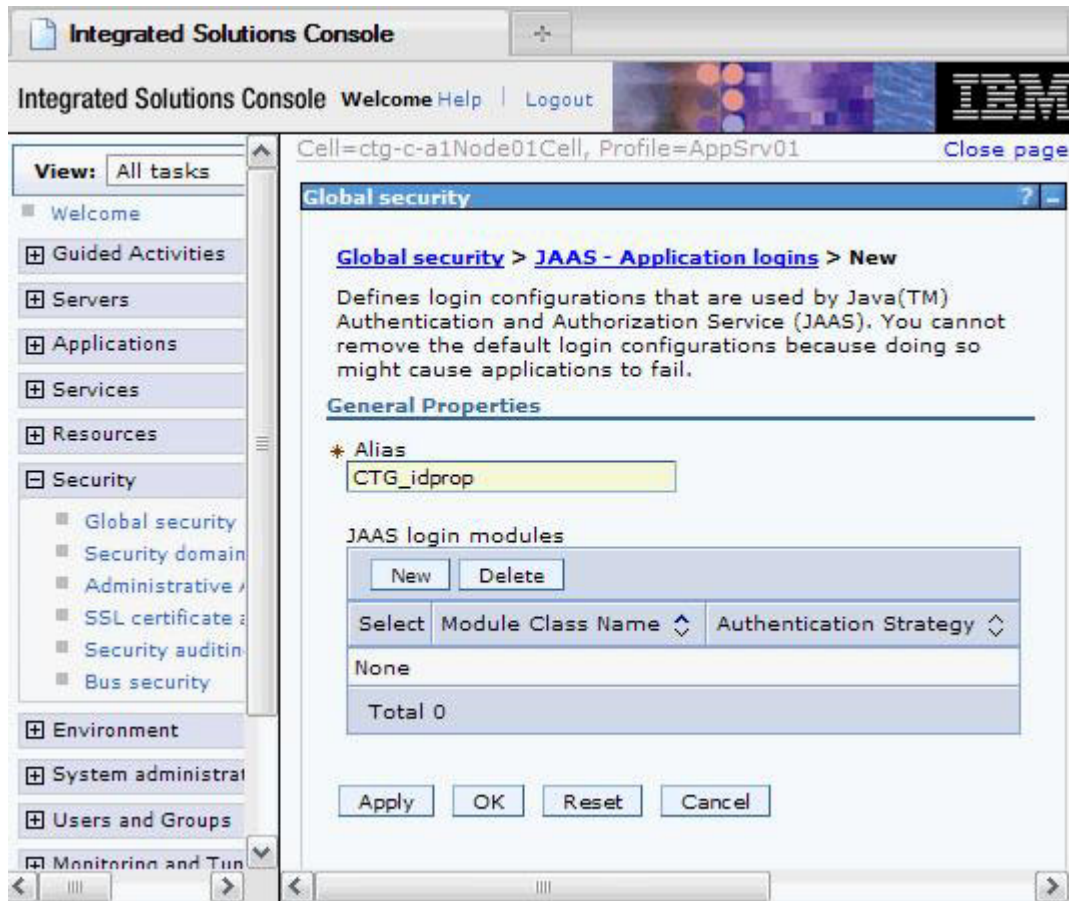 Integrated Solutions Console
Integrated Solutions Console Welcome Help | Logout
IBM
View: All tasks
Welcome
Guided Activities
Servers
Applications
Services
Resources
Security
Global security
Security domain
Administrative
SSL certificate
Security auditin
Bus security
Environment
System administra
Users and Groups
Monitoring and Tun
Cell=ctg-c-a1Node01Cell, Profile=AppSrv01 Close page
Global security ? -
Global security > JAAS - Application logins > New
Defines login configurations that are used by Java(TM)
Authentication and Authorization Service (JAAS). You cannot
remove the default login configurations because doing so
might cause applications to fail.
General Properties
* Alias
CTG_idprop
JAAS login modules
New Delete
Select Module Class Name Authentication Strategy
None
Total 0
Apply OK Reset Cancel